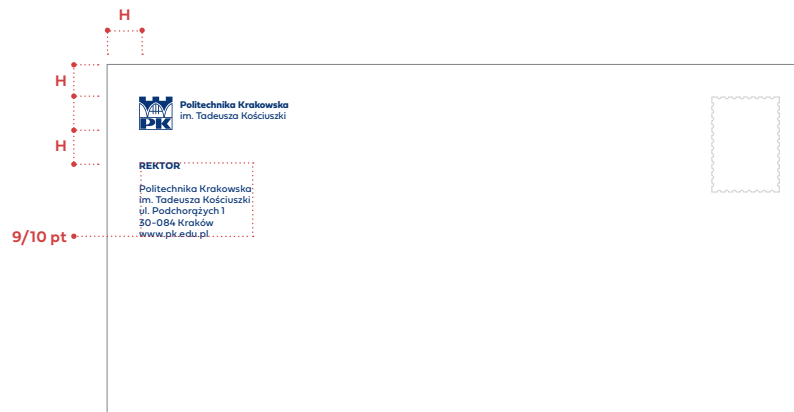 H
H
Politechnika Krakowska
im. Tadeusza Kościuszki
PK
H
REKTOR
Politechnika Krakowska
im. Tadeusza Kościuszki
ul. Podchorążych 1
30-084 Kraków
www.pk.edu.pl
9/10 pt